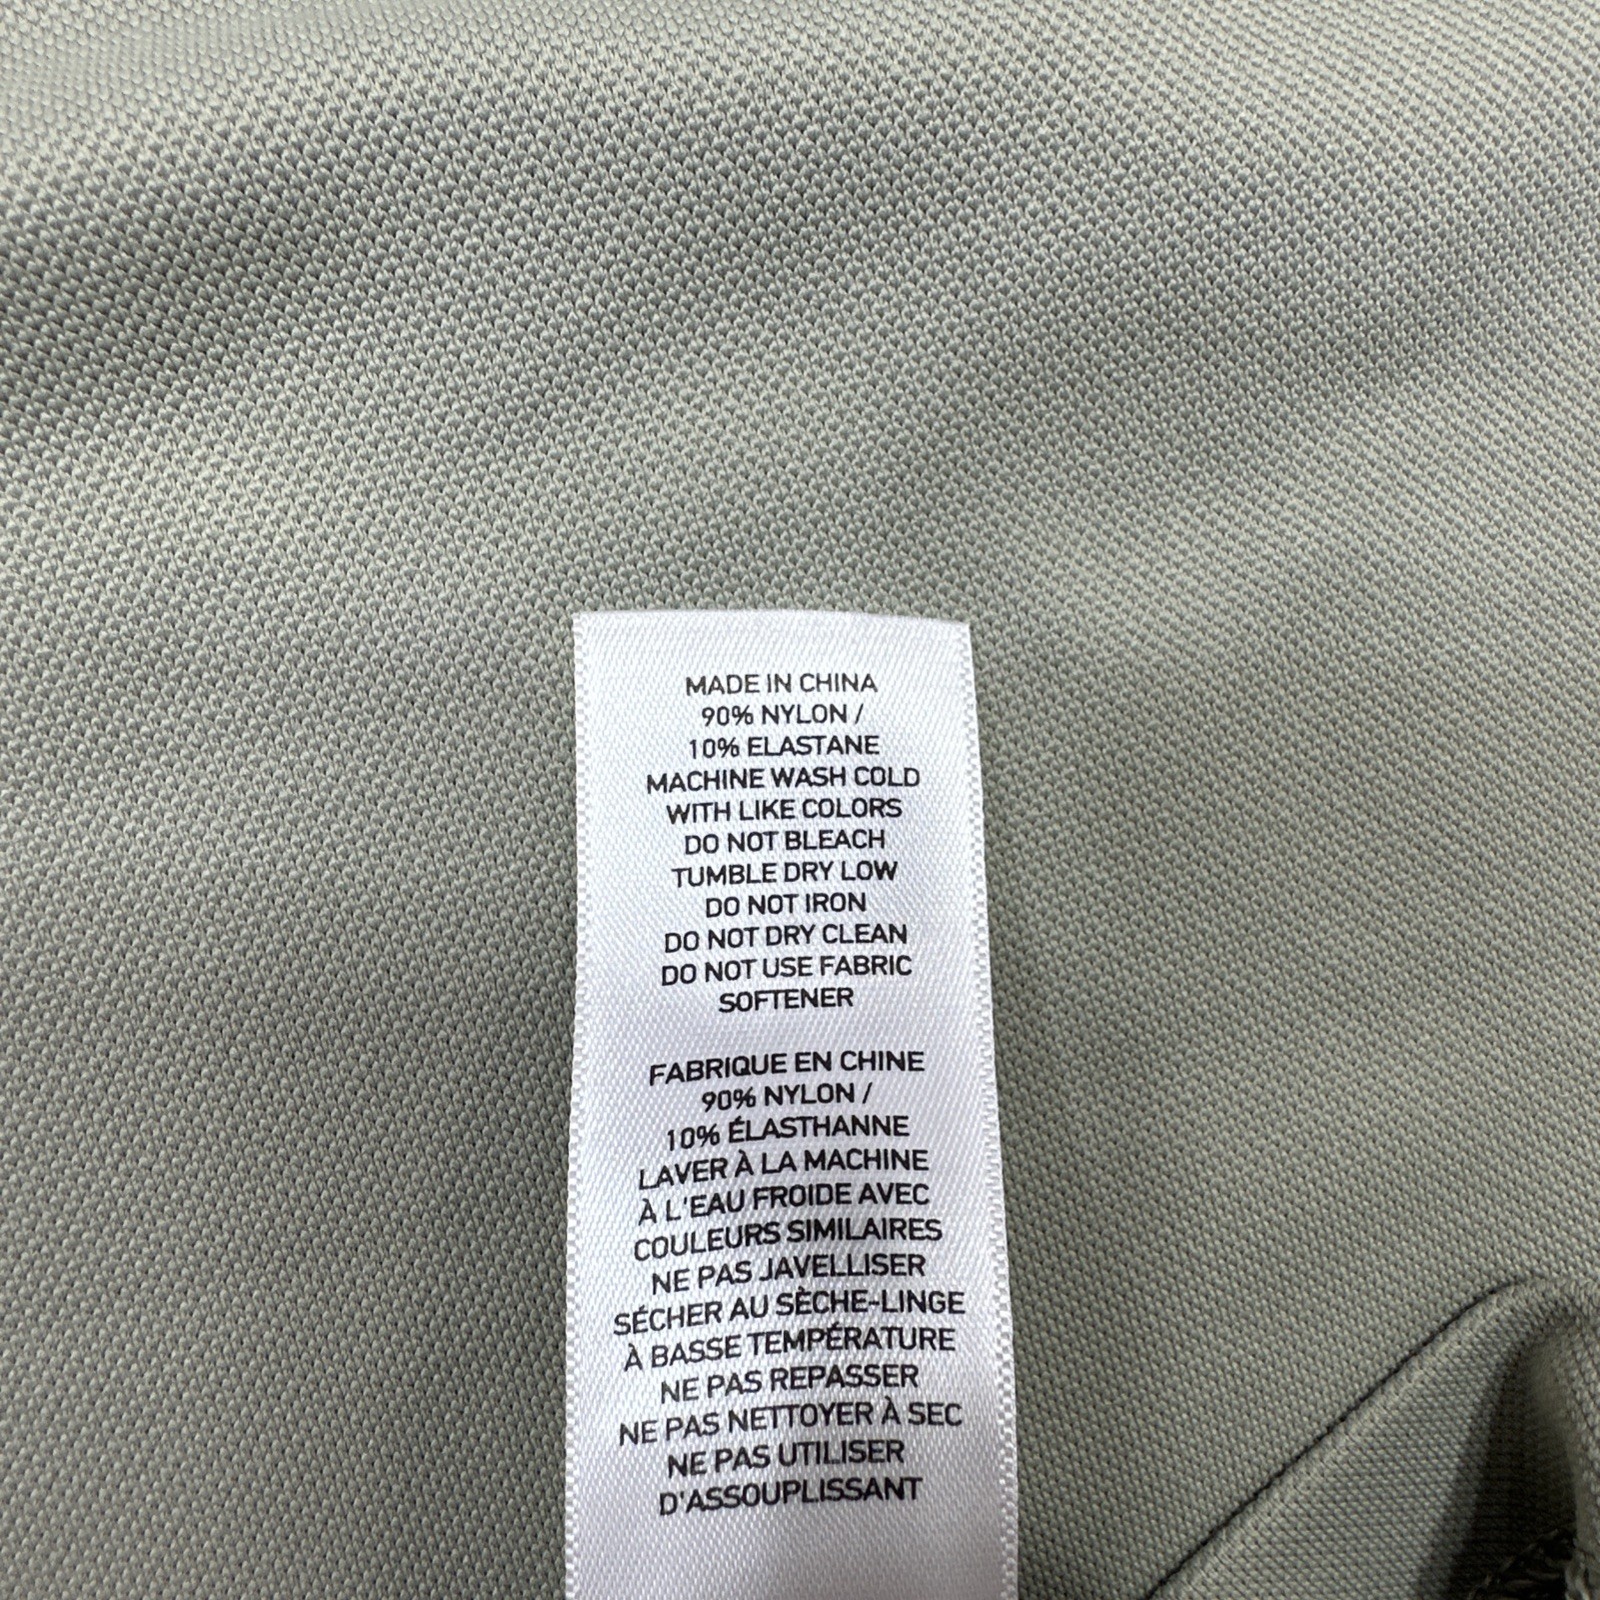 MADE IN CHINA
90% NYLON /
10% ELASTANE
MACHINE WASH COLD
WITH LIKE COLORS
DO NOT BLEACH
TUMBLE DRY LOW
DO NOT IRON
DO NOT DRY CLEAN
DO NOT USE FABRIC
SOFTENER
FABRIQUE EN CHINE
90% NYLON /
10% ÉLASTHANNE
LAVER À LA MACHINE
À L'EAU FROIDE AVEC
COULEURS SIMILAIRES
NE PAS JAVELLISER
SÉCHER AU SÈCHE-LINGE
À BASSE TEMPÉRATURE
NE PAS REPASSER
NE PAS NETTOYER À SEC
NE PAS UTILISER
D'ASSOUPLISSANT